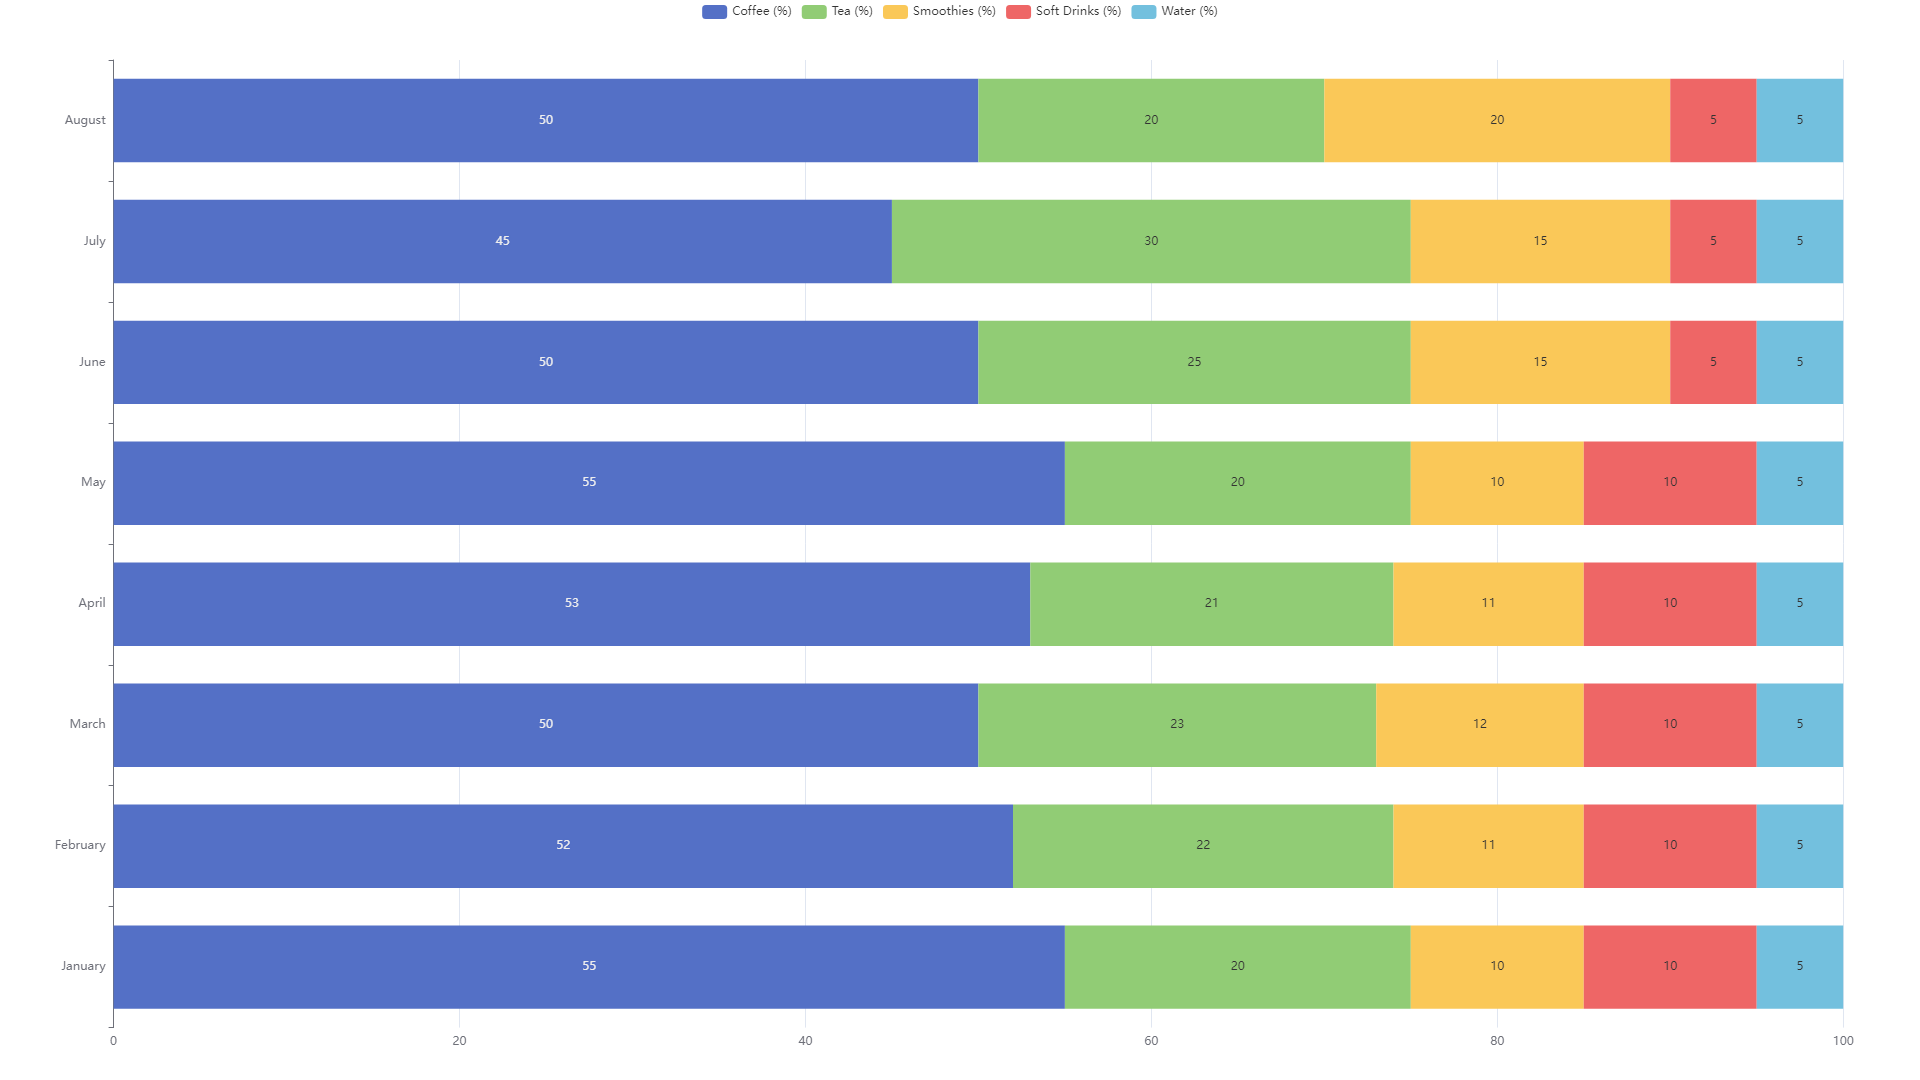 Coffee (%) Tea (%) Smoothies (%) Soft Drinks (%) Water (%)
August 50 20 20 5 5
July 45 30 15 5 5
June 50 25 15 5 5
May 55 20 10 10 5
April 53 21 11 10 5
March 50 23 12 10 5
February 52 22 11 10 5
January 55 20 10 10 5
0 20 40 60 80 100